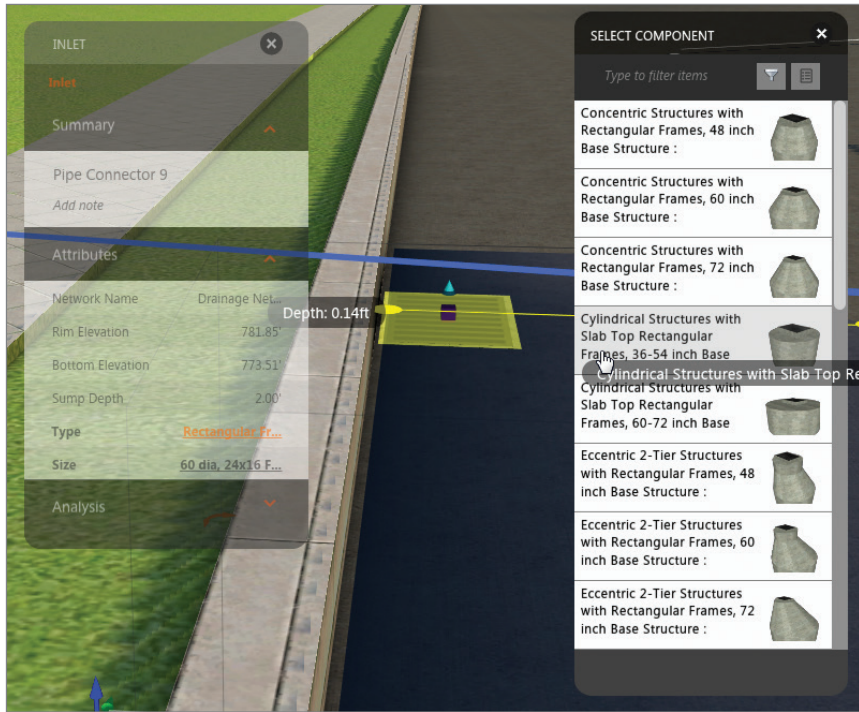 INLET
Inlet
Summary
Pipe Connector 9
Add note
Attributes
Network Name Drainage Net...
Rim Elevation 781.85'
Bottom Elevation 773.51'
Sump Depth 2.00'
Type Rectangular Fr...
Size 60 dia, 24x16 F...
Analysis
Depth: 0.14ft
SELECT COMPONENT
Type to filter items
Concentric Structures with
Rectangular Frames, 48 inch
Base Structure :
Concentric Structures with
Rectangular Frames, 60 inch
Base Structure :
Concentric Structures with
Rectangular Frames, 72 inch
Base Structure :
Cylindrical Structures with
Slab Top Rectangular
Frames, 36-54 inch Base
Cylindrical Structures with Slab Top Re
Cylindrical Structures with
Slab Top Rectangular
Frames, 60-72 inch Base
Eccentric 2-Tier Structures
with Rectangular Frames, 48
inch Base Structure :
Eccentric 2-Tier Structures
with Rectangular Frames, 60
inch Base Structure :
Eccentric 2-Tier Structures
with Rectangular Frames, 72
inch Base Structure :